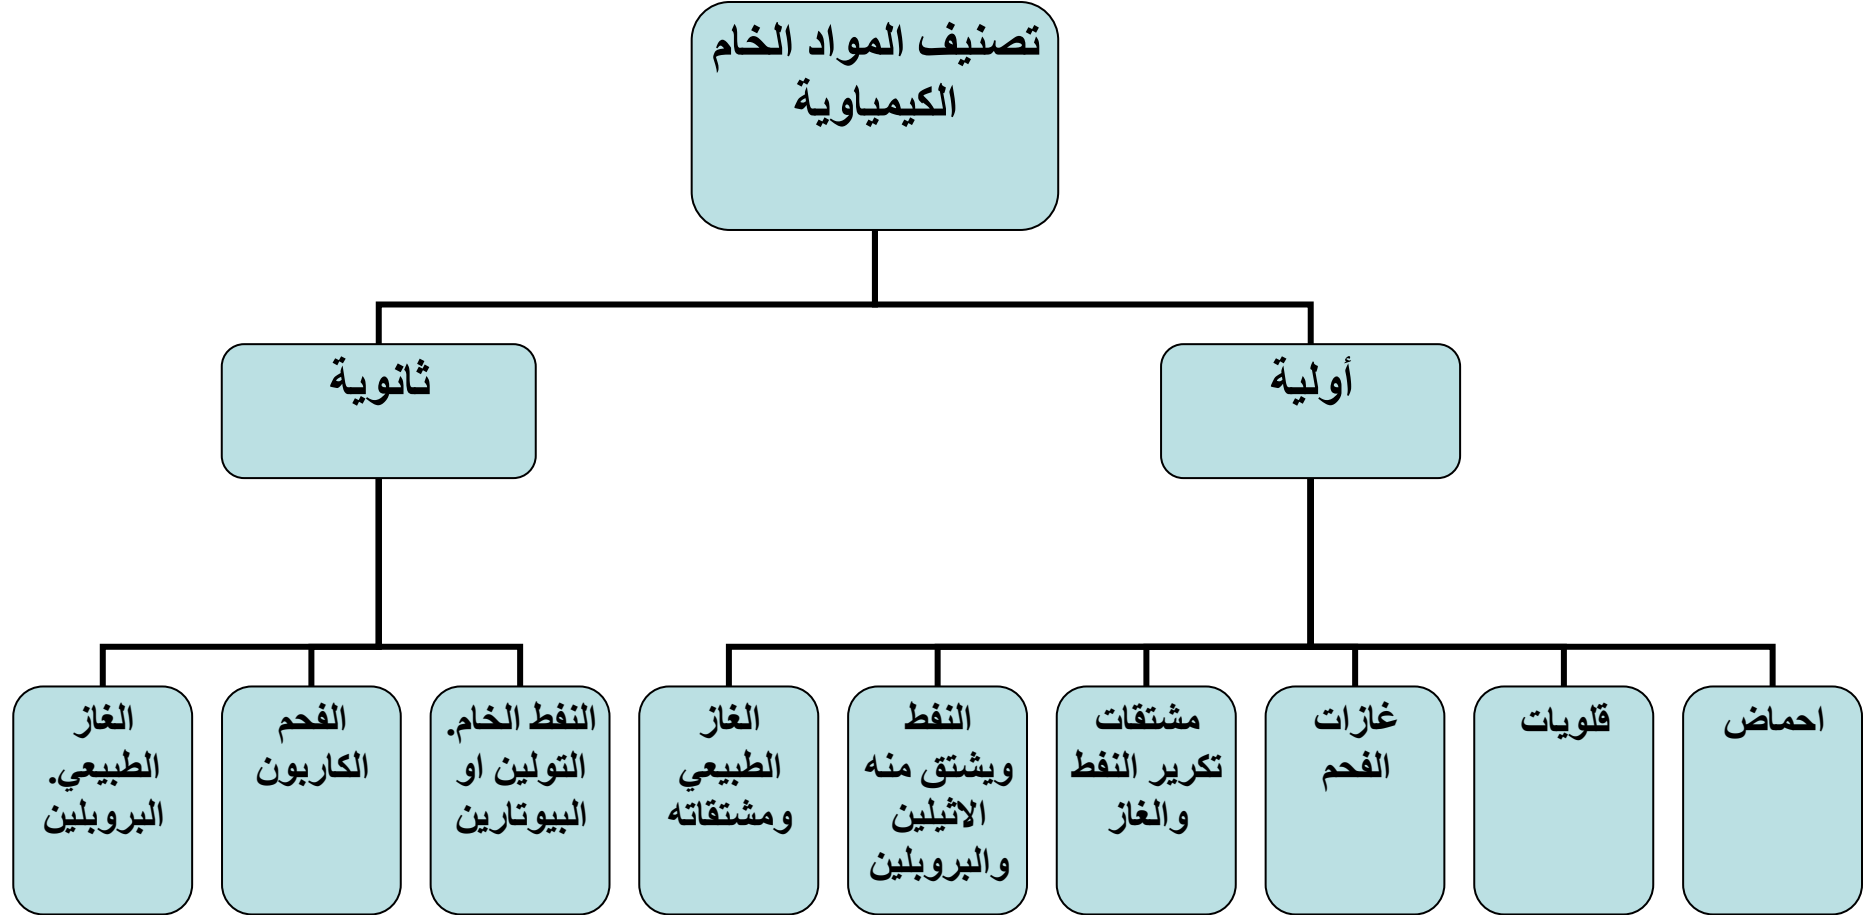 تصنيف المواد الخام
الكيمياوية
أولية
ثانوية
احماض
قلويات
غازات
الفحم
مشتقات
تكرير النفط
والغاز
النفط
ويشتق منه
الاثيلين
والبروبلين
الغاز
الطبيعي
ومشتقاته
النفط الخام.
التولين او
البيوتارين
الفحم
الكاربون
الغاز
الطبيعي.
البروبلين